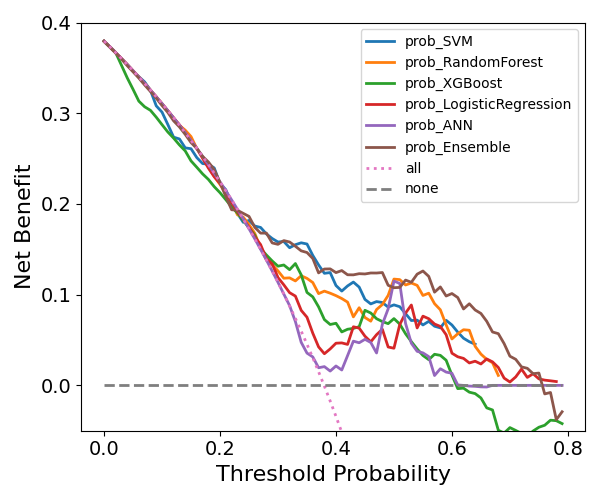 0.4
0.3
0.2
0.1
0.0
Net Benefit
prob_SVM
prob_RandomForest
prob_XGBoost
prob_LogisticRegression
prob_ANN
prob_Ensemble
all
none
0.0 0.2 0.4 0.6 0.8
Threshold Probability